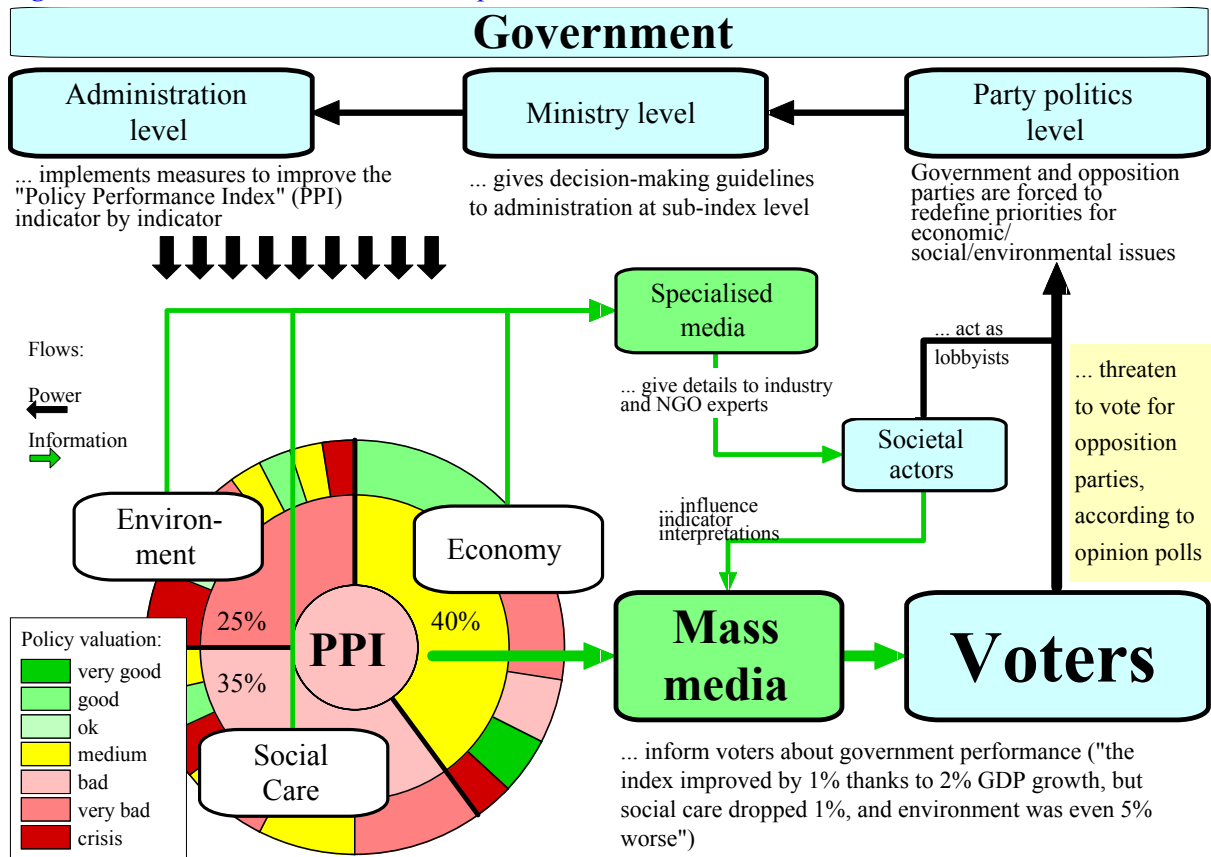 Government
Administration
level
Ministry level
Party politics
level
... implements measures to improve the
"Policy Performance Index" (PPI)
indicator by indicator
... gives decision-making guidelines
to administration at sub-index level
Government and opposition
parties are forced to
redefine priorities for
economic/
social/environmental issues
Specialised
media
... act as
lobbyists
Flows:
Power
Information
... give details to industry
and NGO experts
... threaten
to vote for
opposition
parties,
according to
opinion polls
Societal
actors
... influence
indicator
interpretations
Environ-
ment
Economy
25%
40%
35%
PPI
Social
Care
Mass
media
Voters
Policy valuation:
very good
good
ok
medium
bad
very bad
crisis
... inform voters about government performance ("the
index improved by 1% thanks to 2% GDP growth, but
social care dropped 1%, and environment was even 5%
worse")